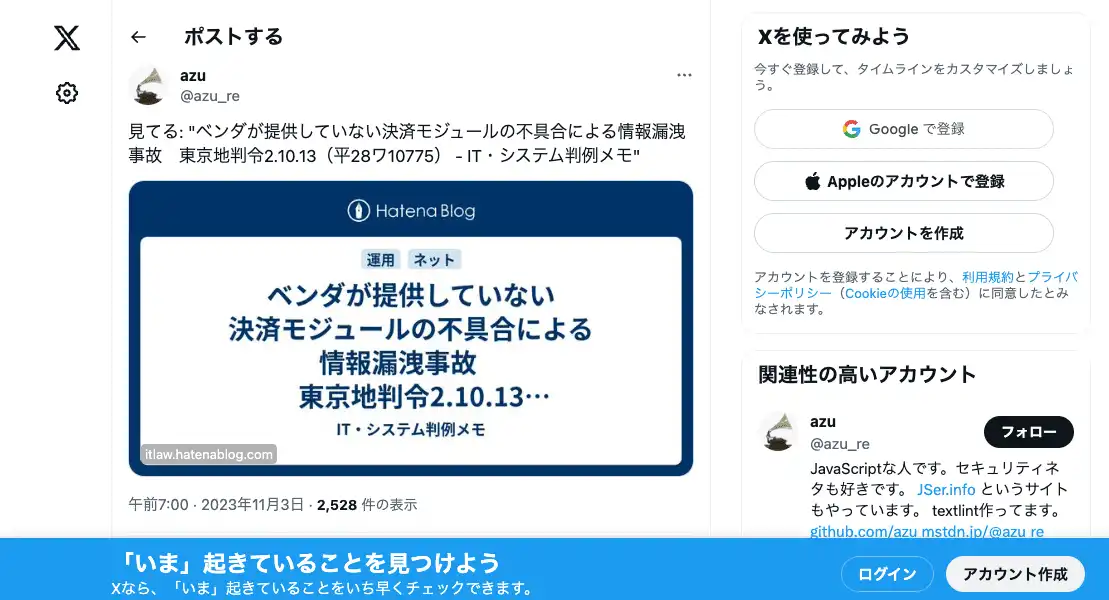 ポストする
azu
@azu_re
見てる: "ベンダが提供していない決済モジュールの不具合による情報漏洩
事故　東京地判令2.10.13（平28ワ10775） - IT・システム判例メモ"
Hatena Blog
運用 ネット
ベンダが提供していない
決済モジュールの不具合による
情報漏洩事故
東京地判令2.10.13…
IT・システム判例メモ
itlaw.hatenablog.com
午前7:00 · 2023年11月3日 · 2,528 件の表示
Xを使ってみよう
今すぐ登録して、タイムラインをカスタマイズしましょ
う。
Google で登録
Appleのアカウントで登録
アカウントを作成
アカウントを登録することにより、利用規約とプライバ
シーポリシー（Cookieの使用を含む）に同意したとみ
なされます。
関連性の高いアカウント
azu
@azu_re
フォロー
JavaScriptな人です。セキュリティネ
タも好きです。 JSer.info というサイト
もやっています。 textlint作ってます。
github.com/azu mstdn.jp/@azu_re
「いま」起きていることを見つけよう
Xなら、「いま」起きていることをいち早くチェックできます。
ログイン
アカウント作成